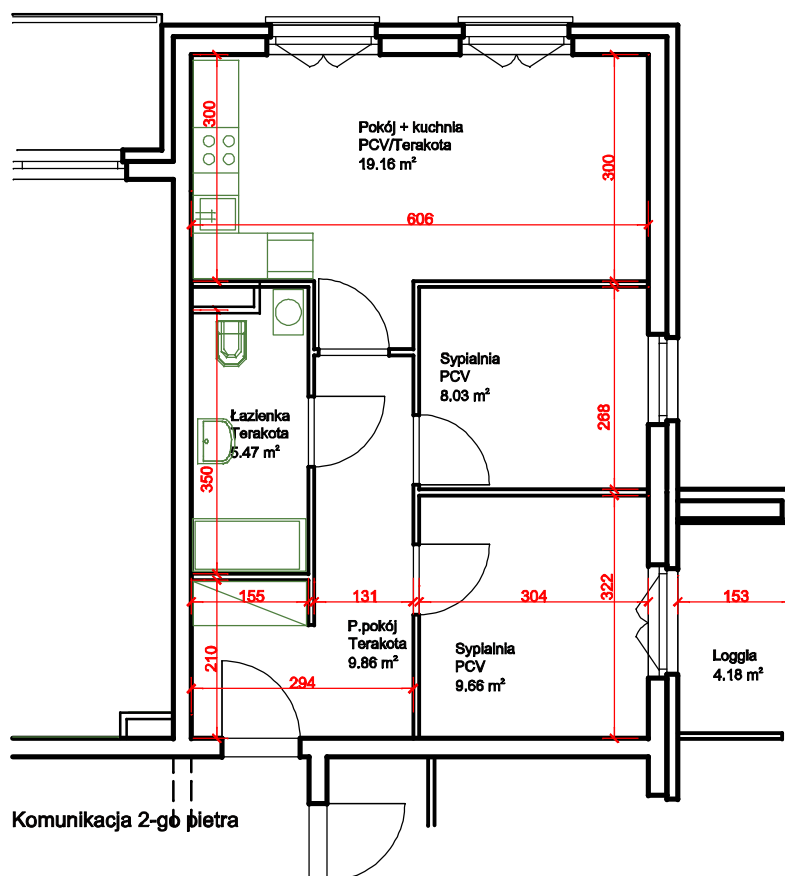 Pokój + kuchnia
PCV/Terakota
19.16 m²
300
300
606
Sypialnia
PCV
8.03 m²
268
Łazienka
Terakota
5.47 m²
350
155
131
304
322
153
P.pokój
Terakota
9.86 m²
210
294
Sypialnia
PCV
9.66 m²
Loggia
4.18 m²
Komunikacja 2-go pietra